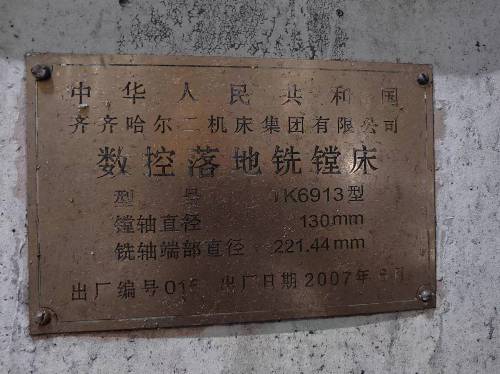 中华人民共和国
齐齐哈尔二机床集团有限公司
数控落地铣镗床
型 号 K6913型
镗轴直径 130mm
铣轴端部直径 221.44mm
出厂编号01 出厂日期2007年 月